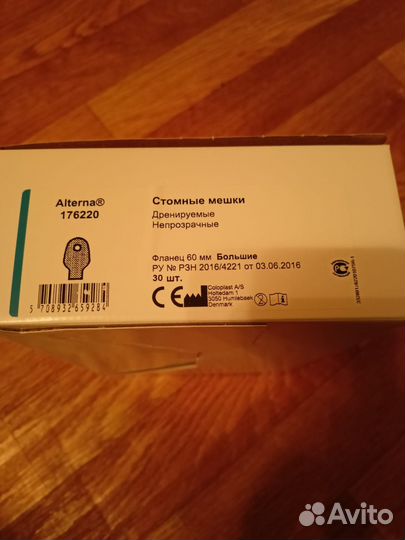 Alterna®
176220
Стомные мешки
Дренируемые
Непрозрачные
Фланец 60 мм Большие
РУ № РЗН 2016/4221 от 03.06.2016
30 шт.
CE
Coloplast A/S
Holtedam 1
3050 Humlebaek
Denmark
5 708932 659284
Avito